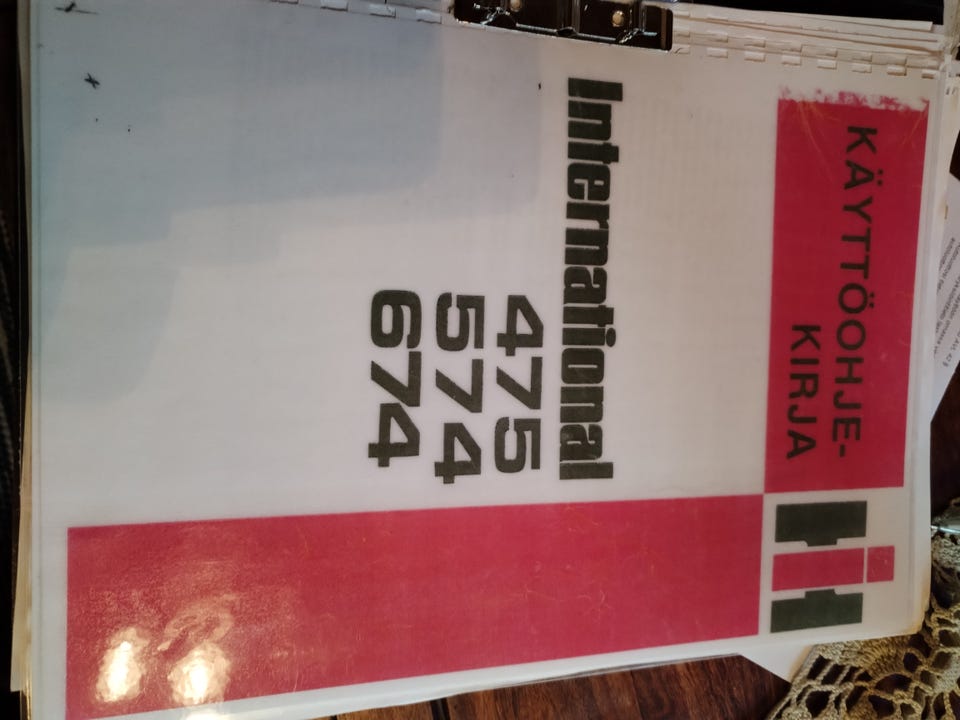 KÄYTTÖOHJE-
KIRJA
International
475
574
674